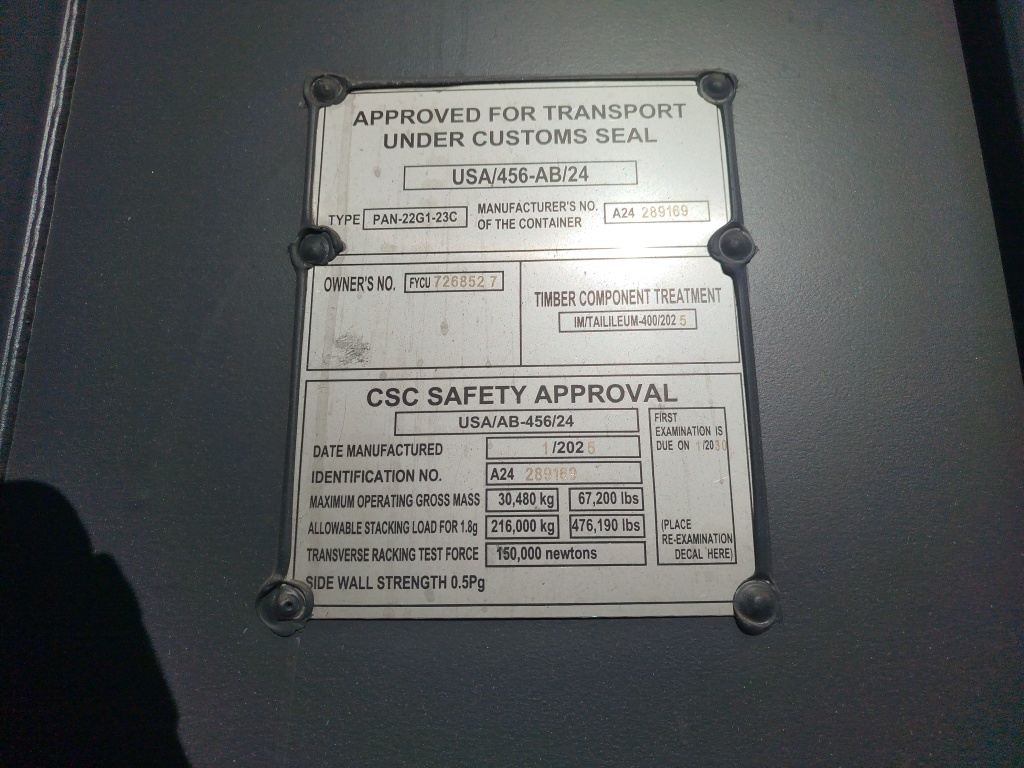 APPROVED FOR TRANSPORT
UNDER CUSTOMS SEAL
USA/456-AB/24
TYPE PAN-22G1-23C MANUFACTURER'S NO. OF THE CONTAINER A24 289169
OWNER'S NO. FYCU 726852 7
TIMBER COMPONENT TREATMENT
IM/TAILILEUM-400/2025
CSC SAFETY APPROVAL
USA/AB-456/24
DATE MANUFACTURED 1/2025
IDENTIFICATION NO. A24 289169
MAXIMUM OPERATING GROSS MASS 30,480 kg 67,200 lbs
ALLOWABLE STACKING LOAD FOR 1.8g 216,000 kg 476,190 lbs
TRANSVERSE RACKING TEST FORCE 150,000 newtons
SIDE WALL STRENGTH 0.5Pg
FIRST
EXAMINATION IS
DUE ON 1/2030
(PLACE
RE-EXAMINATION
DECAL HERE)